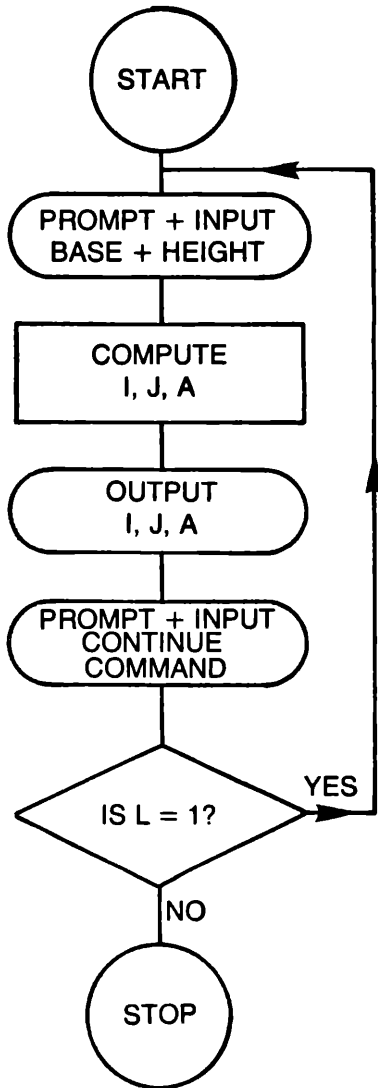 START
PROMPT + INPUT
BASE + HEIGHT
COMPUTE
I, J, A
OUTPUT
I, J, A
PROMPT + INPUT
CONTINUE
COMMAND
IS L = 1?
YES
NO
STOP